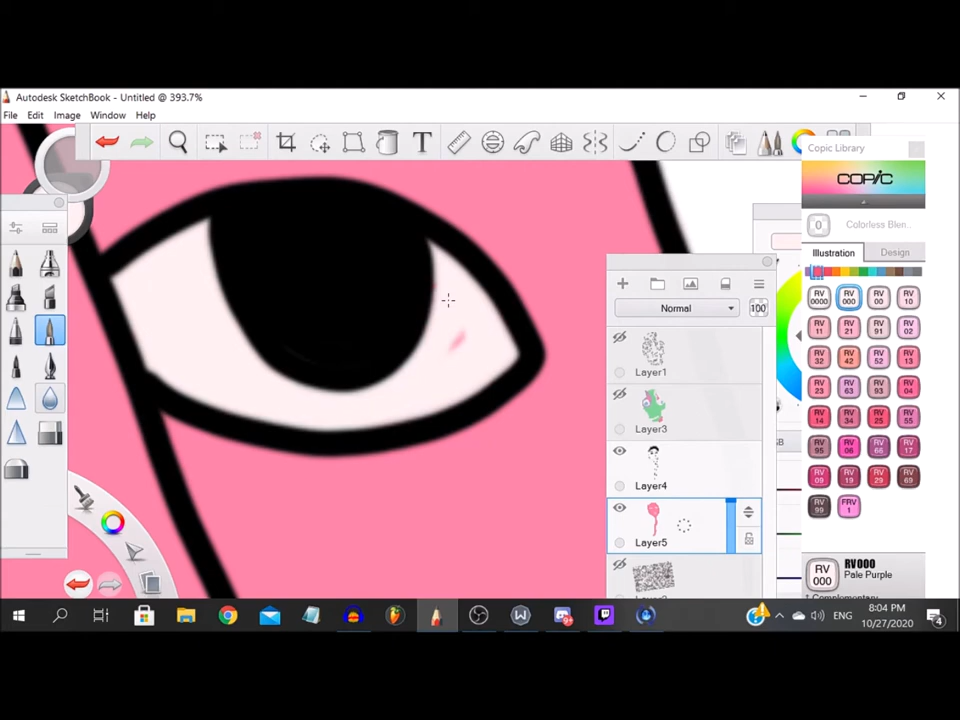 Autodesk SketchBook - Untitled @ 393.7%
File Edit Image Window Help
T
Copic Library
COPIC
0 Colorless Blen..
Illustration Design
Normal 100
RV 0000 RV 000 RV 00 RV 10
RV 11 RV 21 RV 91 RV 02
RV 32 RV 42 RV 52 RV 13
RV 23 RV 63 RV 93 RV 04
RV 14 RV 34 RV 25 RV 55
RV 95 RV 06 RV 66 RV 17
RV 09 RV 19 RV 29 RV 69
RV 99 FRV 1
Layer1
Layer3
Layer4
Layer5
RV 000 RV000
Pale Purple
9+
ENG
8:04 PM
10/27/2020
4